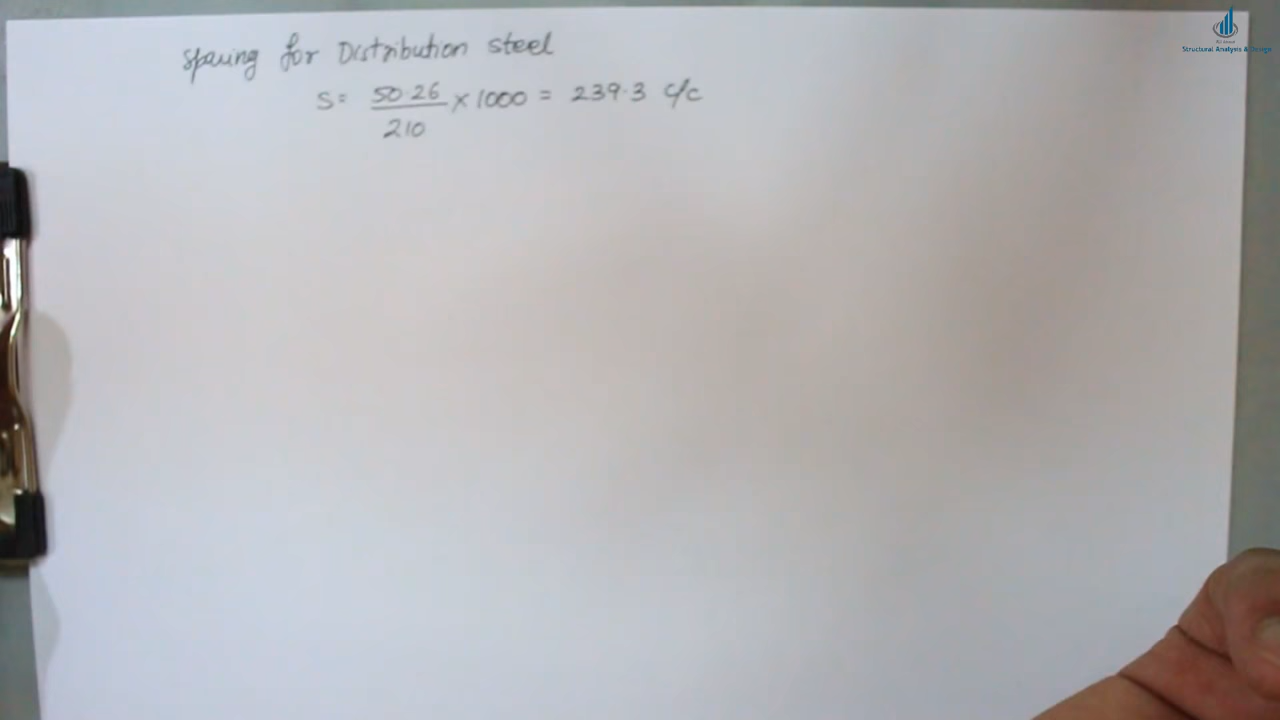 Spacing for Distribution steel
S= 50.26/210 x 1000 = 239.3 c/c
Structural Analysis & Design